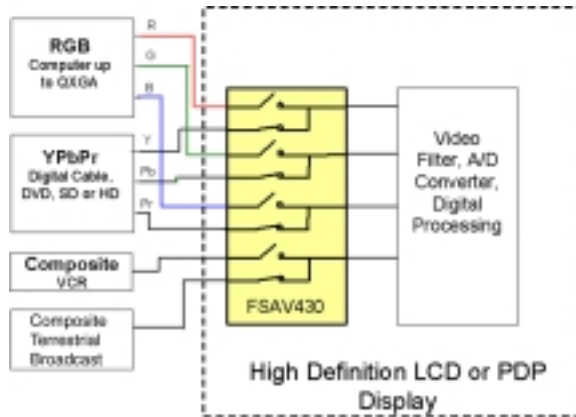 RGB
Computer up
to QXGA
R
G
B
YPbPr
Digital Cable,
DVD, SD or HD
Y
Pb
Pr
Composite
VCR
Composite
Terrestrial
Broadcast
FSAV430
Video
Filter, A/D
Converter,
Digital
Processing
High Definition LCD or PDP
Display